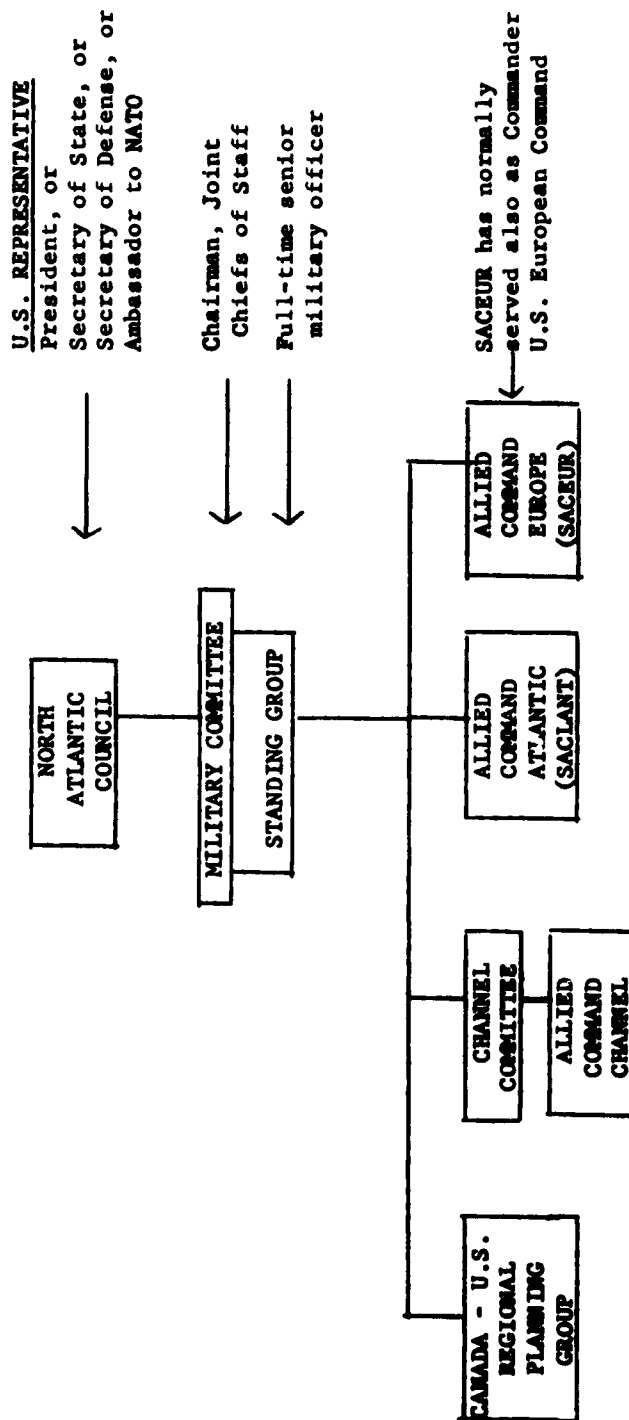 U.S. REPRESENTATIVE
President, or
Secretary of State, or
Secretary of Defense, or
Ambassador to NATO
NORTH
ATLANTIC
COUNCIL
Chairman, Joint
Chiefs of Staff
MILITARY COMMITTEE
Full-time senior
military officer
STANDING GROUP
CANADA - U.S.
REGIONAL
PLANNING
GROUP
CHANNEL
COMMITTEE
ALLIED
COMMAND
CHANNEL
ALLIED
COMMAND
ATLANTIC
(SACLANT)
ALLIED
COMMAND
EUROPE
(SACEUR)
SACEUR has normally
served also as Commander
U.S. European Command